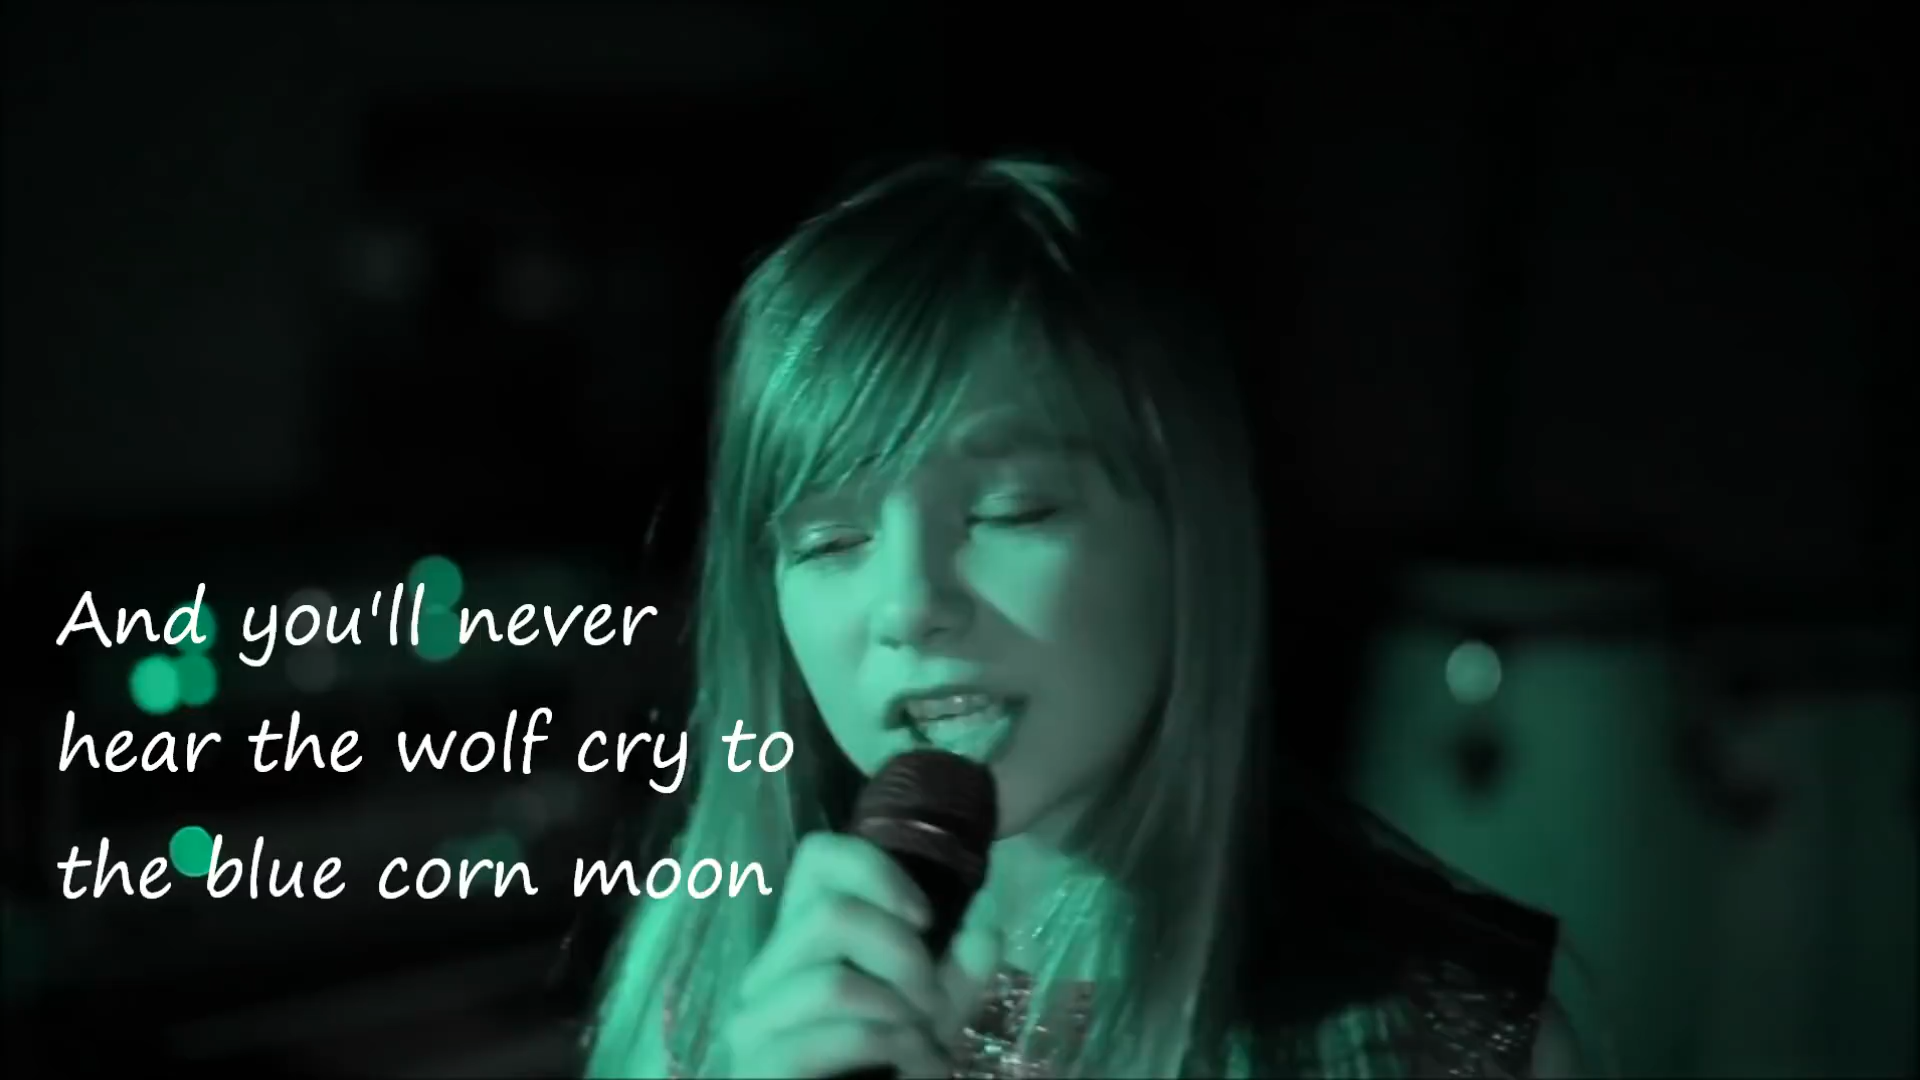 And you'll never
hear the wolf cry to
the blue corn moon